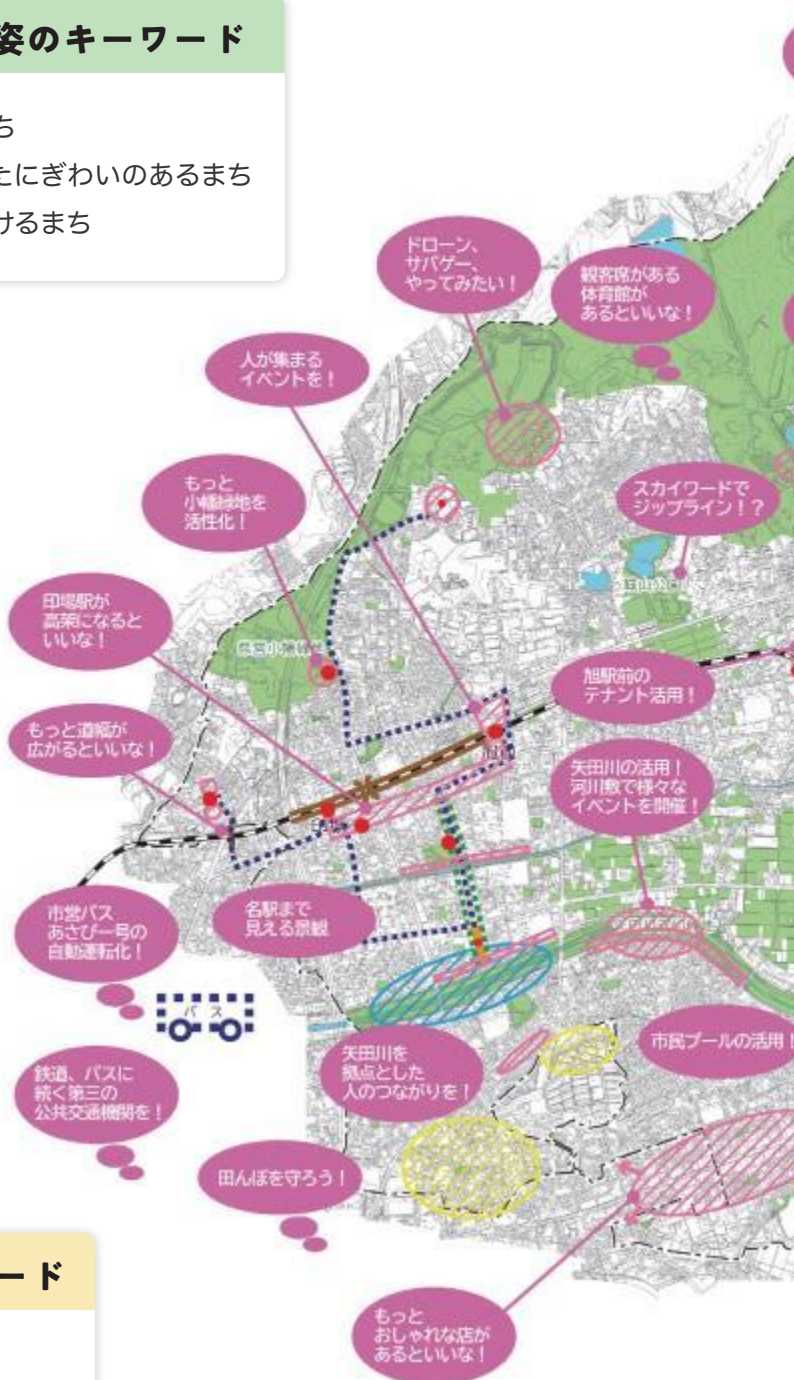 姿のキーワード
ち
たにぎわいのあるまち
けるまち
ドローン、
サバゲー、
やってみたい！
観客席がある
体育館が
あるといいな！
人が集まる
イベントを！
もっと
小幡緑地を
活性化！
スカイワードで
ジップライン！？
印場駅が
高架になると
いいな！
旭駅前の
テナント活用！
もっと道幅が
広がるといいな！
矢田川の活用！
河川敷で様々な
イベントを開催！
市営バス
あさぴー号の
自動運転化！
名駅まで
見える景観
バス
矢田川を
拠点とした
人のつながりを！
市民プールの活用！
鉄道、バスに
続く第三の
公共交通機関を！
田んぼを守ろう！
ード
もっと
おしゃれな店が
あるといいな！